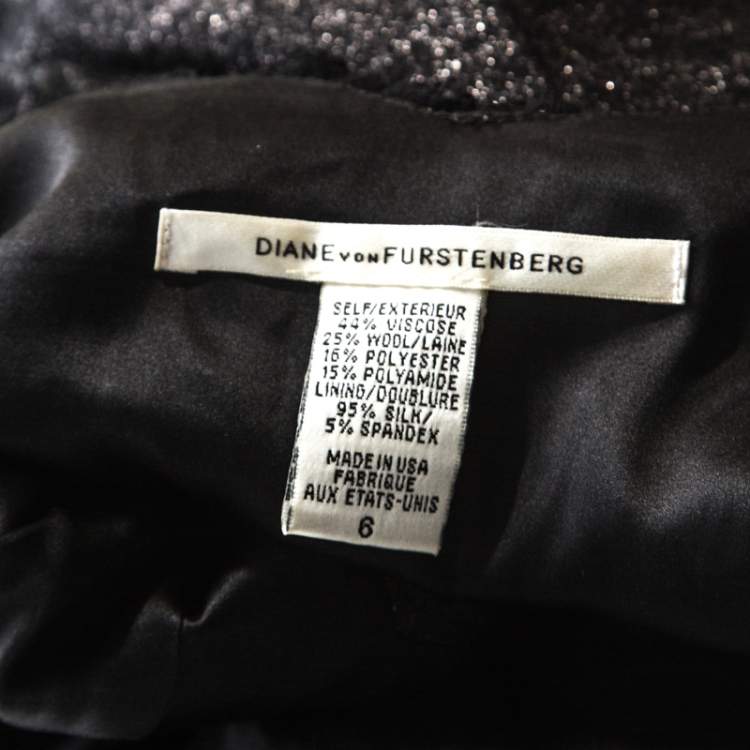 DIANE VON FURSTENBERG
SELF/EXTERIEUR
44% VISCOSE
25% WOOL/LAINE
16% POLYESTER
15% POLYAMIDE
LINING/DOUBLURE
95% SILK/
5% SPANDEX
MADE IN USA
FABRIQUE
AUX ETATS-UNIS
6